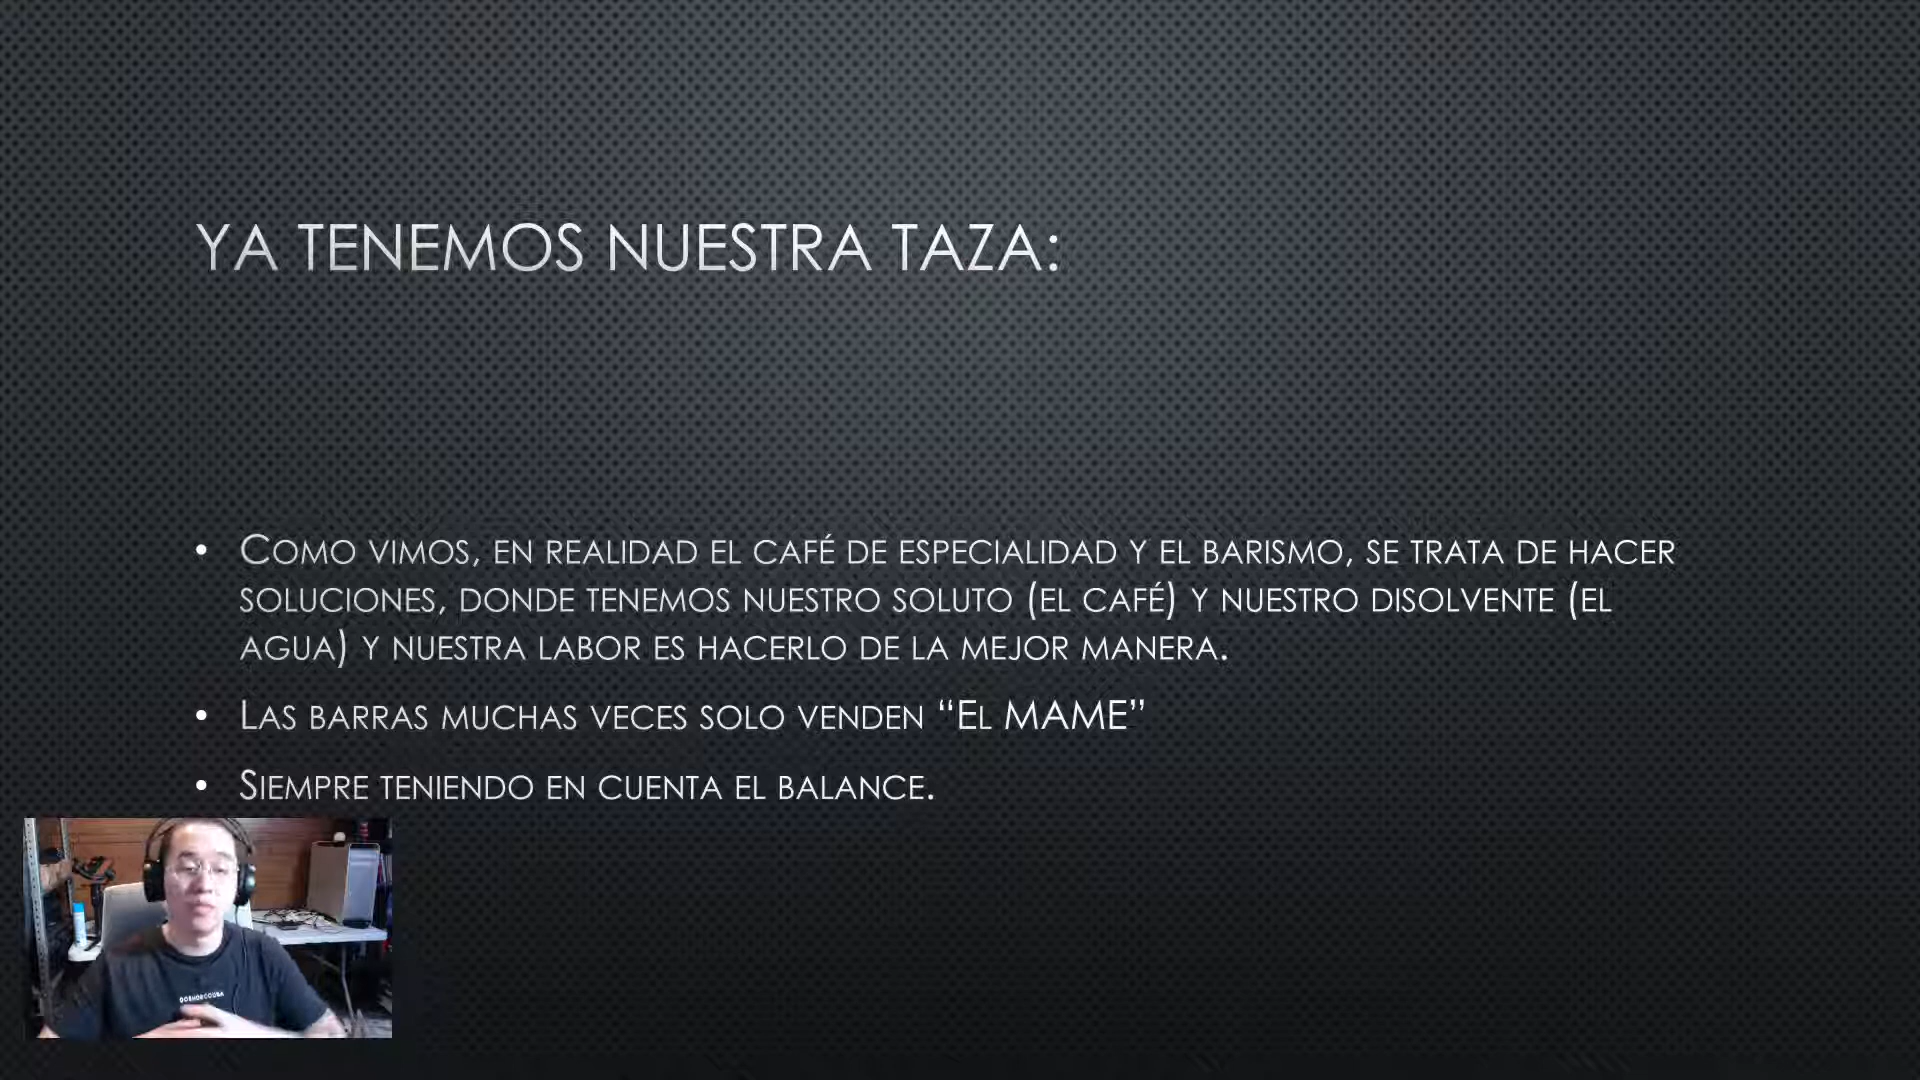 YA TENEMOS NUESTRA TAZA:
• COMO VIMOS, EN REALIDAD EL CAFÉ DE ESPECIALIDAD Y EL BARISMO, SE TRATA DE HACER
SOLUCIONES, DONDE TENEMOS NUESTRO SOLUTO (EL CAFÉ) Y NUESTRO DISOLVENTE (EL
AGUA) Y NUESTRA LABOR ES HACERLO DE LA MEJOR MANERA.
• LAS BARRAS MUCHAS VECES SOLO VENDEN “EL MAME”
• SIEMPRE TENIENDO EN CUENTA EL BALANCE.